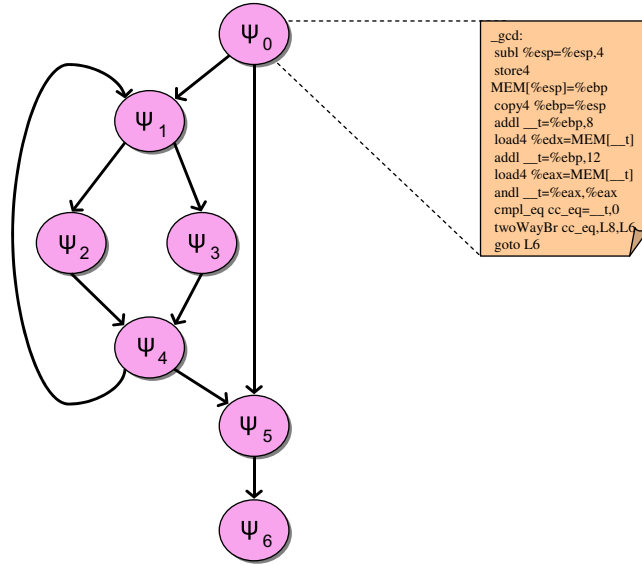 Ψ0
Ψ1
Ψ2
Ψ3
Ψ4
Ψ5
Ψ6
_gcd:
subl %esp=%esp,4
store4
MEM[%esp]=%ebp
copy4 %ebp=%esp
addl __t=%ebp,8
load4 %edx=MEM[__t]
addl __t=%ebp,12
load4 %eax=MEM[__t]
andl __t=%eax,%eax
cmpl_eq cc_eq=__t,0
twoWayBr cc_eq,L8,L6
goto L6